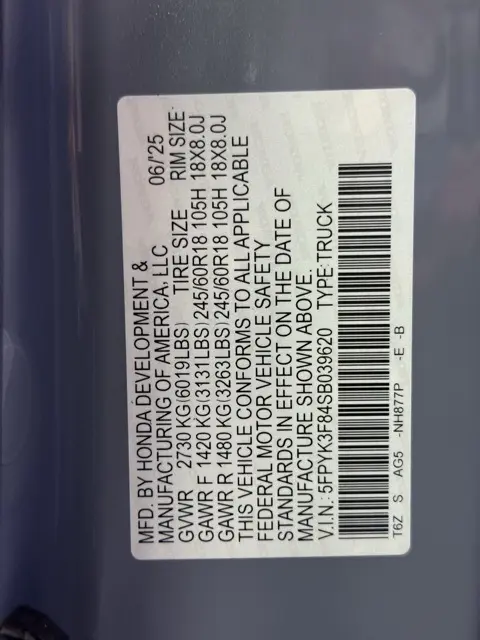 MFD. BY HONDA DEVELOPMENT &
MANUFACTURING OF AMERICA, LLC 06/'25
GVWR 2730 KG(6019LBS) TIRE SIZE RIM SIZE
GAWR F 1420 KG(3131LBS) 245/60R18 105H 18X8.0J
GAWR R 1480 KG(3263LBS) 245/60R18 105H 18X8.0J
THIS VEHICLE CONFORMS TO ALL APPLICABLE
FEDERAL MOTOR VEHICLE SAFETY
STANDARDS IN EFFECT ON THE DATE OF
MANUFACTURE SHOWN ABOVE.
V.I.N.: 5FPYK3F84SB039620 TYPE:TRUCK
T6Z S AG5 -NH877P -E -B